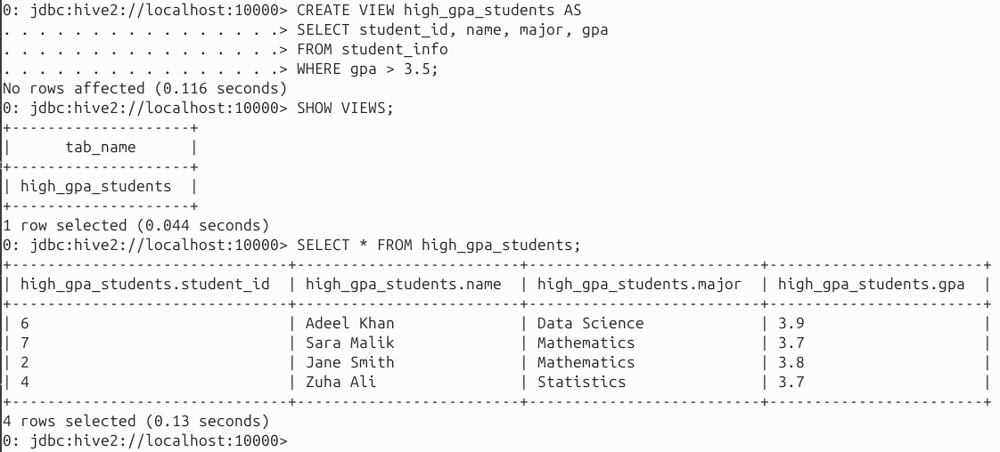 0: jdbc:hive2://localhost:10000> CREATE VIEW high_gpa_students AS
. . . . . . . . . . . . . . . .> SELECT student_id, name, major, gpa
. . . . . . . . . . . . . . . .> FROM student_info
. . . . . . . . . . . . . . . .> WHERE gpa > 3.5;
No rows affected (0.116 seconds)
0: jdbc:hive2://localhost:10000> SHOW VIEWS;
+--------------------+
|      tab_name      |
+--------------------+
| high_gpa_students  |
+--------------------+
1 row selected (0.044 seconds)
0: jdbc:hive2://localhost:10000> SELECT * FROM high_gpa_students;
+-------------------------------+-------------------------+--------------------------+------------------------+
| high_gpa_students.student_id  | high_gpa_students.name  | high_gpa_students.major  | high_gpa_students.gpa  |
+-------------------------------+-------------------------+--------------------------+------------------------+
| 6                             | Adeel Khan              | Data Science             | 3.9                    |
| 7                             | Sara Malik              | Mathematics              | 3.7                    |
| 2                             | Jane Smith              | Mathematics              | 3.8                    |
| 4                             | Zuha Ali                | Statistics               | 3.7                    |
+-------------------------------+-------------------------+--------------------------+------------------------+
4 rows selected (0.13 seconds)
0: jdbc:hive2://localhost:10000>